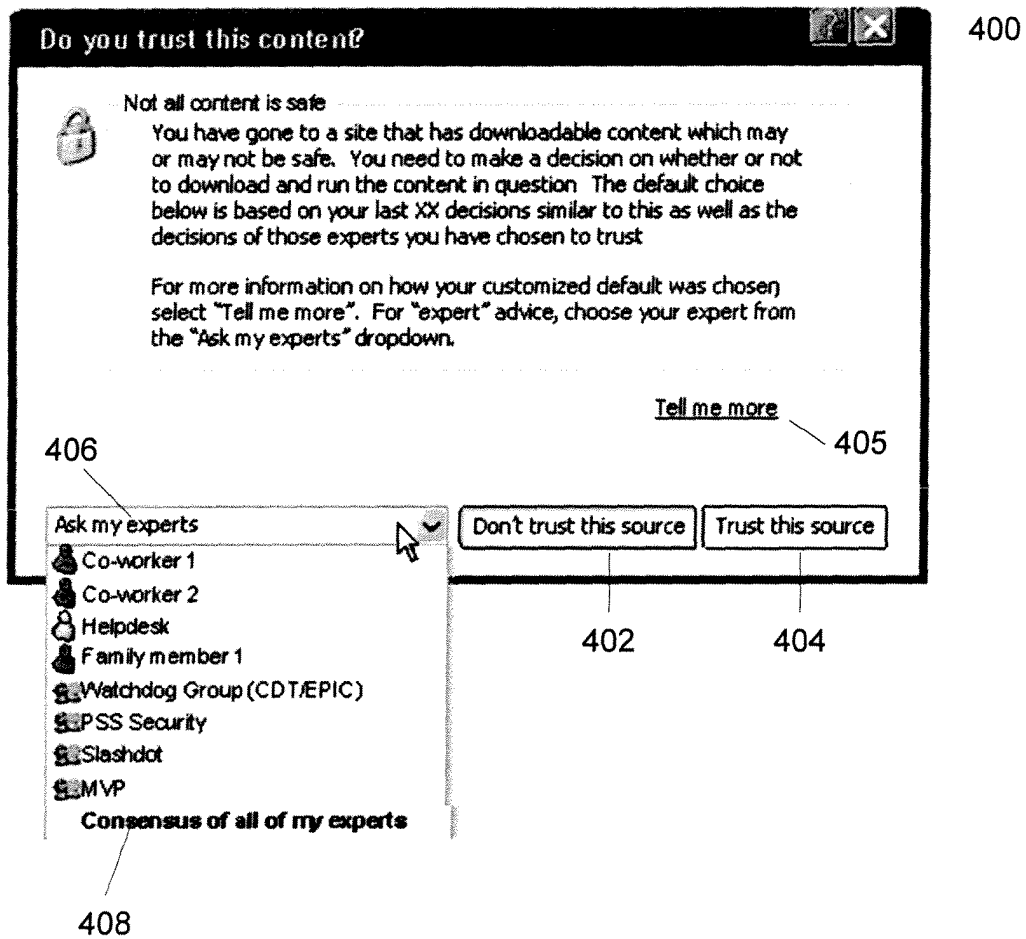 Do you trust this content?
400
Not all content is safe
You have gone to a site that has downloadable content which may
or may not be safe. You need to make a decision on whether or not
to download and run the content in question The default choice
below is based on your last XX decisions similar to this as well as the
decisions of those experts you have chosen to trust
For more information on how your customized default was chosen,
select "Tell me more". For "expert" advice, choose your expert from
the "Ask my experts" dropdown.
Tell me more
405
406
Ask my experts
Don't trust this source
Trust this source
Co-worker 1
Co-worker 2
Helpdesk
Family member 1
Watchdog Group (CDT/EPIC)
PSS Security
Slashdot
MVP
Consensus of all of my experts
402
404
408